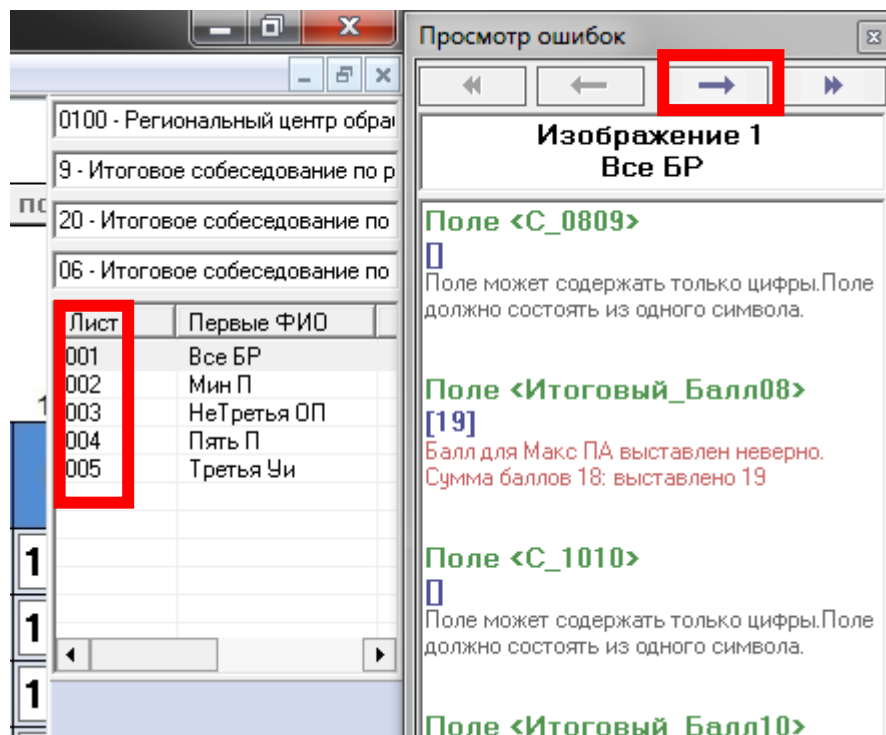 Просмотр ошибок
0100 - Региональный центр обра
9 - Итоговое собеседование по р
20 - Итоговое собеседование по
06 - Итоговое собеседование по
Лист Первые ФИО
001 Все БР
002 Мин П
003 НеТретья ОП
004 Пять П
005 Третья Уи
1
1
1
Изображение 1
Все БР
Поле <C_0809>
[]
Поле может содержать только цифры.Поле
должно состоять из одного символа.
Поле <Итоговый_Балл08>
[19]
Балл для Макс ПА выставлен неверно.
Сумма баллов 18: выставлено 19
Поле <C_1010>
[]
Поле может содержать только цифры.Поле
должно состоять из одного символа.
Поле <Итоговый_Балл10>